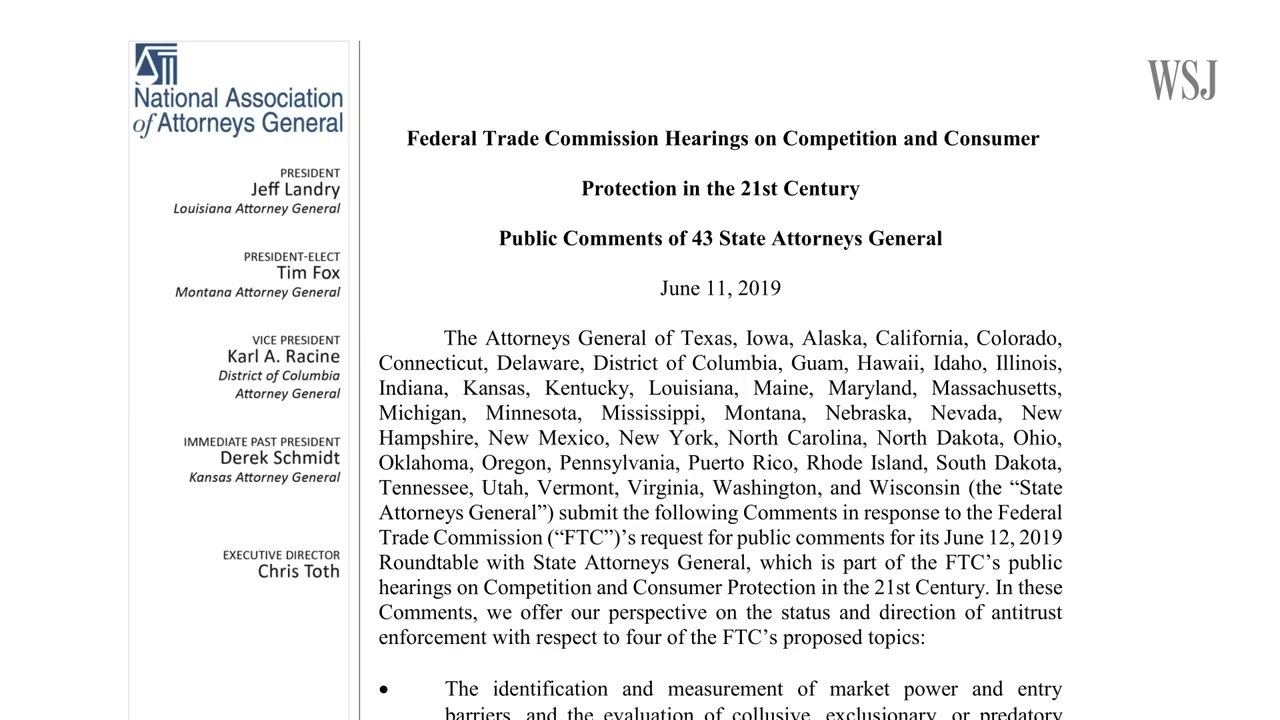 National Association
of Attorneys General
PRESIDENT
Jeff Landry
Louisiana Attorney General
PRESIDENT-ELECT
Tim Fox
Montana Attorney General
VICE PRESIDENT
Karl A. Racine
District of Columbia
Attorney General
IMMEDIATE PAST PRESIDENT
Derek Schmidt
Kansas Attorney General
EXECUTIVE DIRECTOR
Chris Toth
WSJ
Federal Trade Commission Hearings on Competition and Consumer
Protection in the 21st Century
Public Comments of 43 State Attorneys General
June 11, 2019
The Attorneys General of Texas, Iowa, Alaska, California, Colorado,
Connecticut, Delaware, District of Columbia, Guam, Hawaii, Idaho, Illinois,
Indiana, Kansas, Kentucky, Louisiana, Maine, Maryland, Massachusetts,
Michigan, Minnesota, Mississippi, Montana, Nebraska, Nevada, New
Hampshire, New Mexico, New York, North Carolina, North Dakota, Ohio,
Oklahoma, Oregon, Pennsylvania, Puerto Rico, Rhode Island, South Dakota,
Tennessee, Utah, Vermont, Virginia, Washington, and Wisconsin (the “State
Attorneys General”) submit the following Comments in response to the Federal
Trade Commission (“FTC”)’s request for public comments for its June 12, 2019
Roundtable with State Attorneys General, which is part of the FTC’s public
hearings on Competition and Consumer Protection in the 21st Century. In these
Comments, we offer our perspective on the status and direction of antitrust
enforcement with respect to four of the FTC’s proposed topics:
• The identification and measurement of market power and entry
barriers, and the evaluation of collusive, exclusionary, or predatory